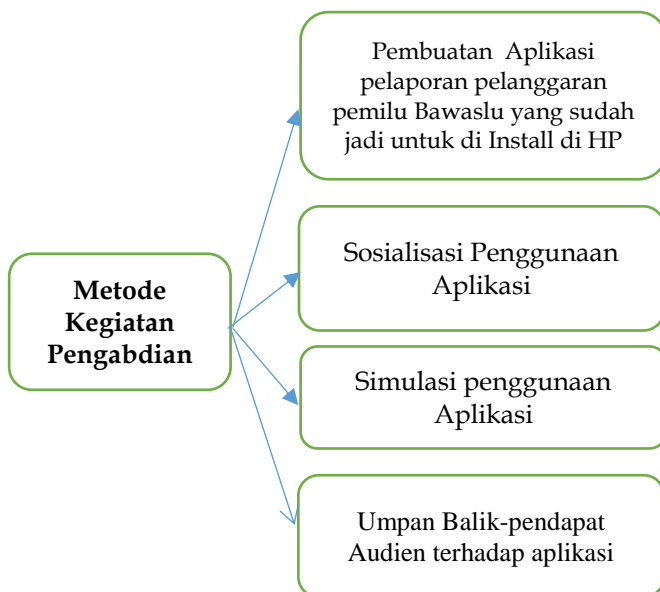 Pembuatan Aplikasi
pelaporan pelanggaran
pemilu Bawaslu yang sudah
jadi untuk di Install di HP
Sosialisasi Penggunaan
Aplikasi
Metode
Kegiatan
Pengabdian
Simulasi penggunaan
Aplikasi
Umpan Balik-pendapat
Audien terhadap aplikasi